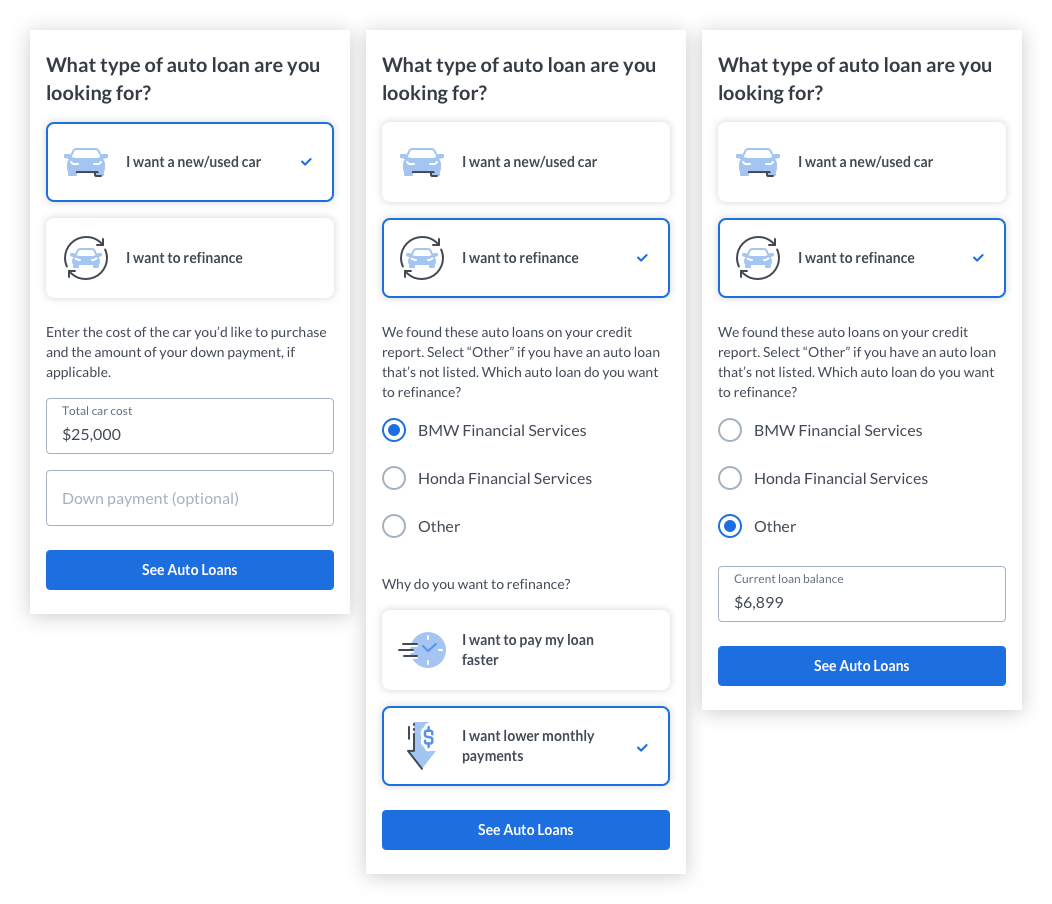 What type of auto loan are you
looking for?
I want a new/used car
I want to refinance
Enter the cost of the car you’d like to purchase
and the amount of your down payment, if
applicable.
Total car cost
$25,000
Down payment (optional)
See Auto Loans
What type of auto loan are you
looking for?
I want a new/used car
I want to refinance
We found these auto loans on your credit
report. Select “Other” if you have an auto loan
that’s not listed. Which auto loan do you want
to refinance?
BMW Financial Services
Honda Financial Services
Other
Why do you want to refinance?
I want to pay my loan
faster
$
I want lower monthly
payments
See Auto Loans
What type of auto loan are you
looking for?
I want a new/used car
I want to refinance
We found these auto loans on your credit
report. Select “Other” if you have an auto loan
that’s not listed. Which auto loan do you want
to refinance?
BMW Financial Services
Honda Financial Services
Other
Current loan balance
$6,899
See Auto Loans